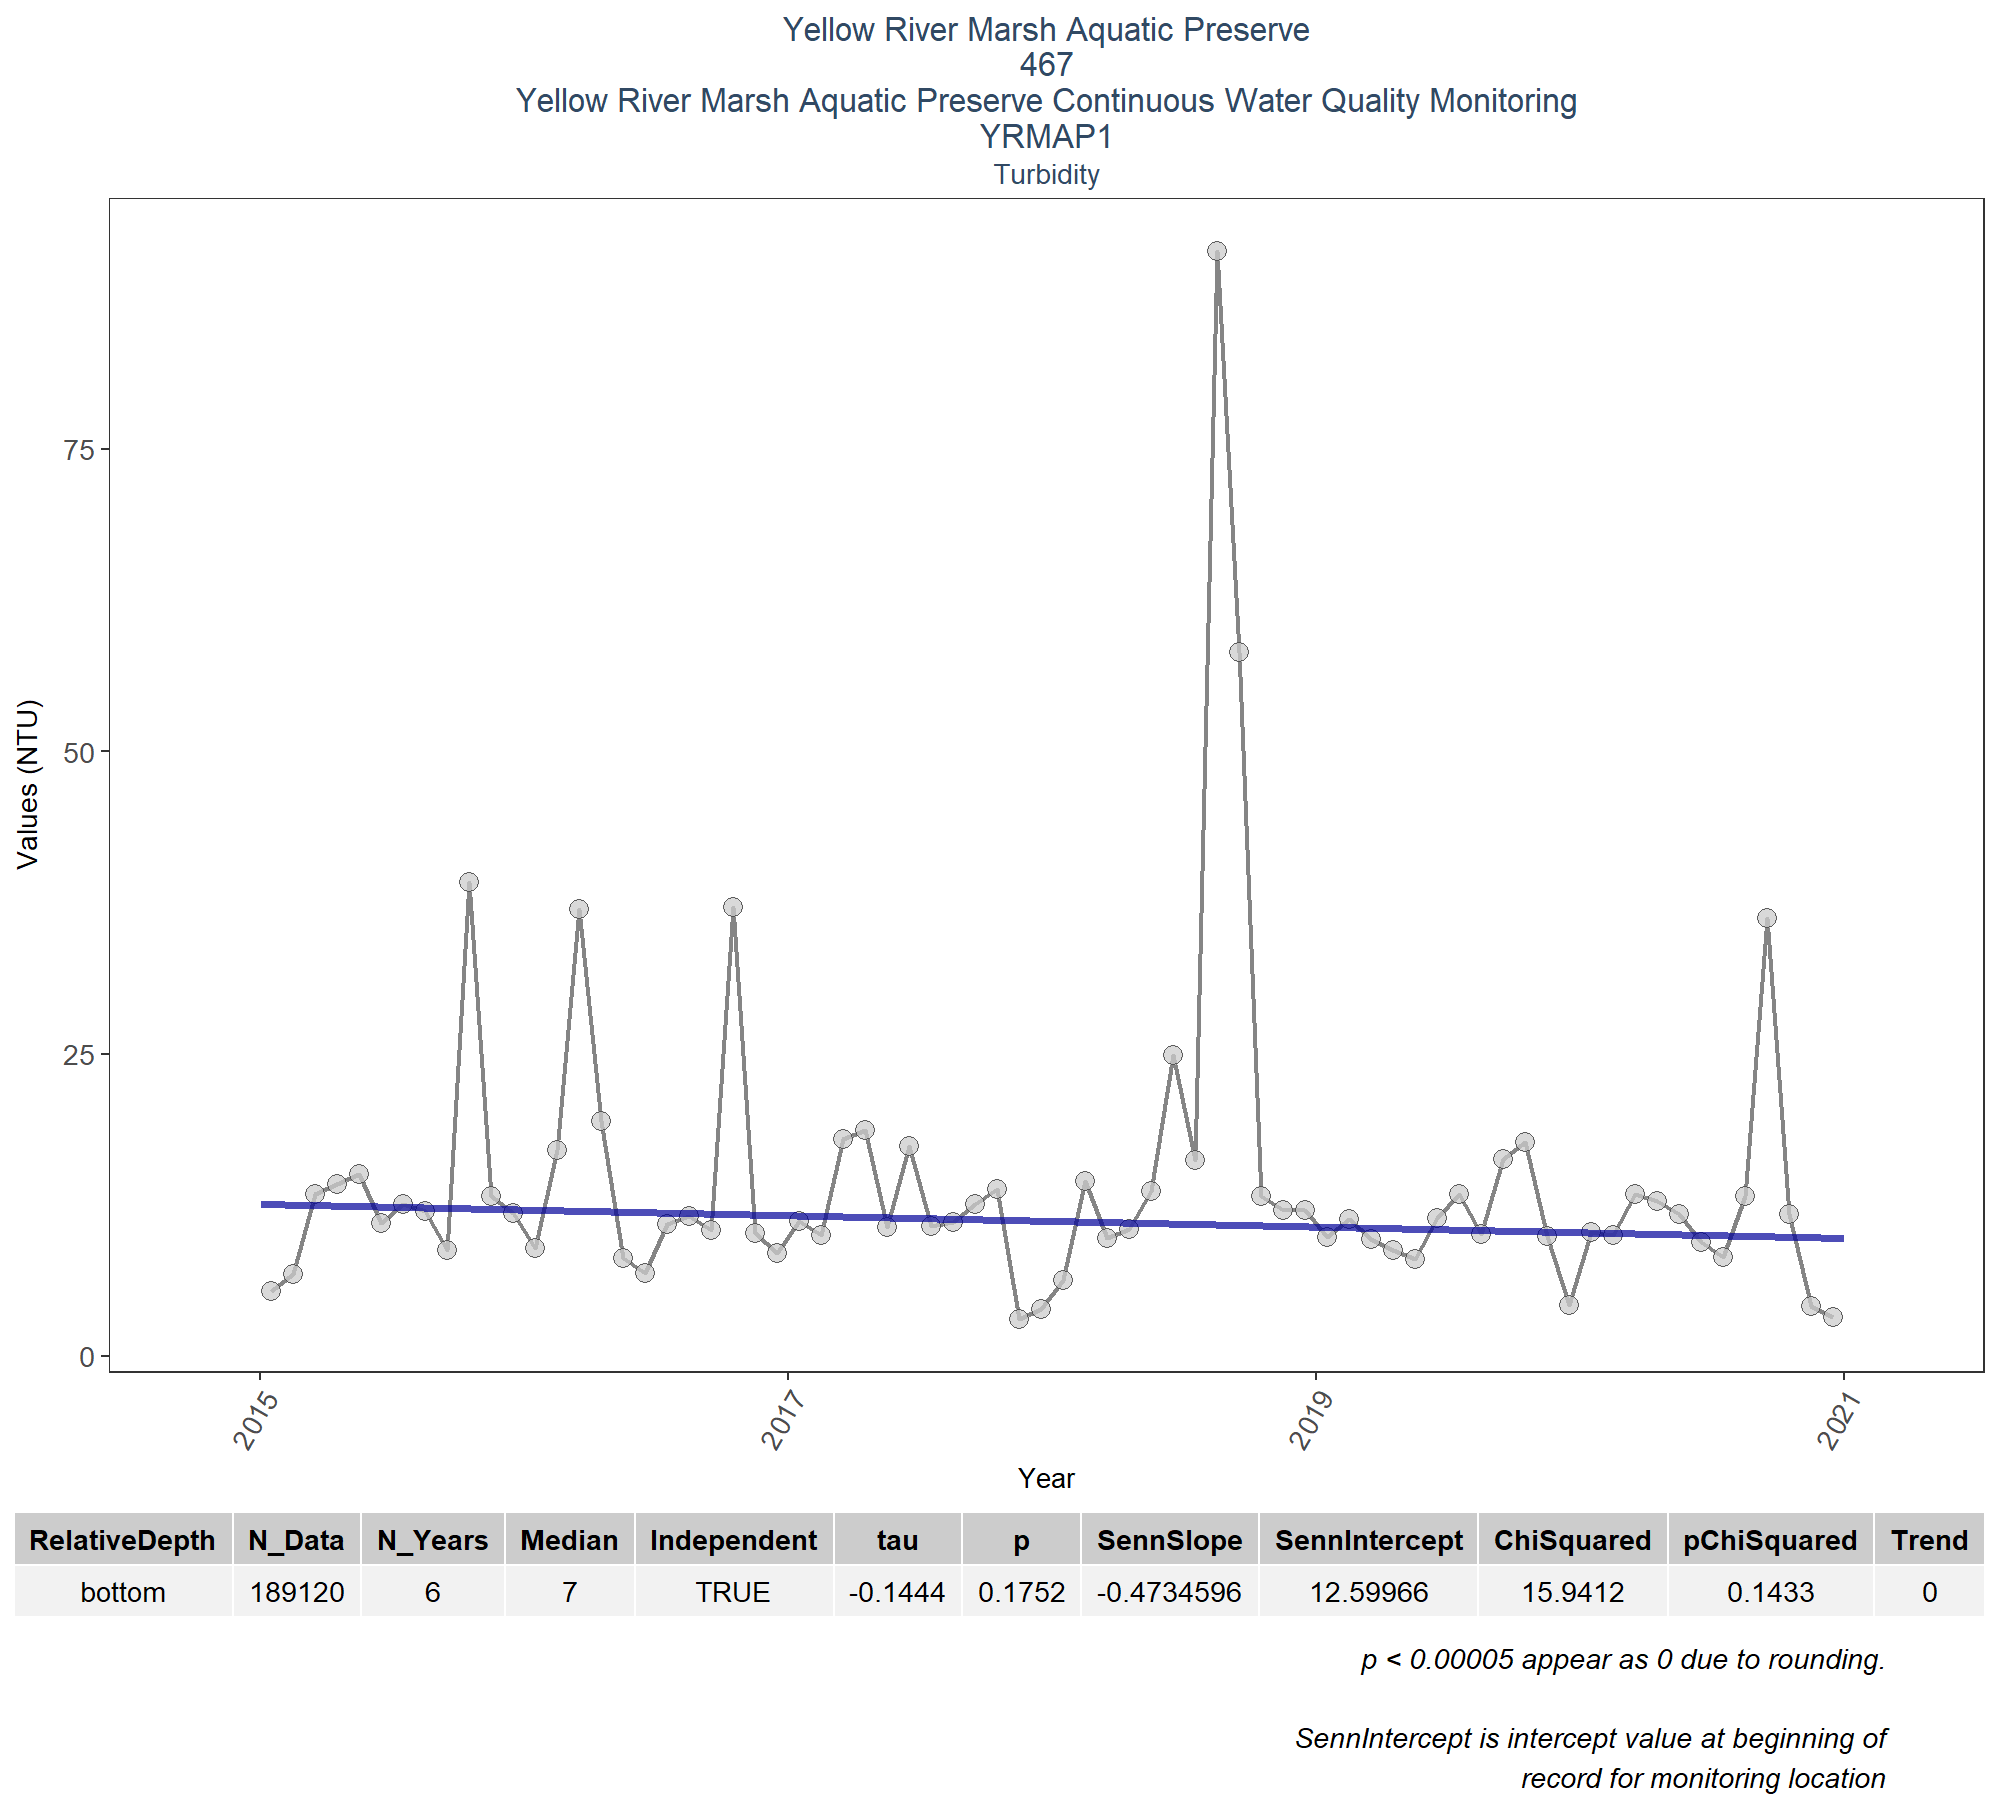 Yellow River Marsh Aquatic Preserve
467
Yellow River Marsh Aquatic Preserve Continuous Water Quality Monitoring
YRMAP1
Turbidity
Values (NTU)
75
50
25
0
2015 2017 2019 2021
Year
RelativeDepth N_Data N_Years Median Independent tau p SennSlope SennIntercept ChiSquared pChiSquared Trend
bottom 189120 6 7 TRUE -0.1444 0.1752 -0.4734596 12.59966 15.9412 0.1433 0
p < 0.00005 appear as 0 due to rounding.
SennIntercept is intercept value at beginning of
record for monitoring location